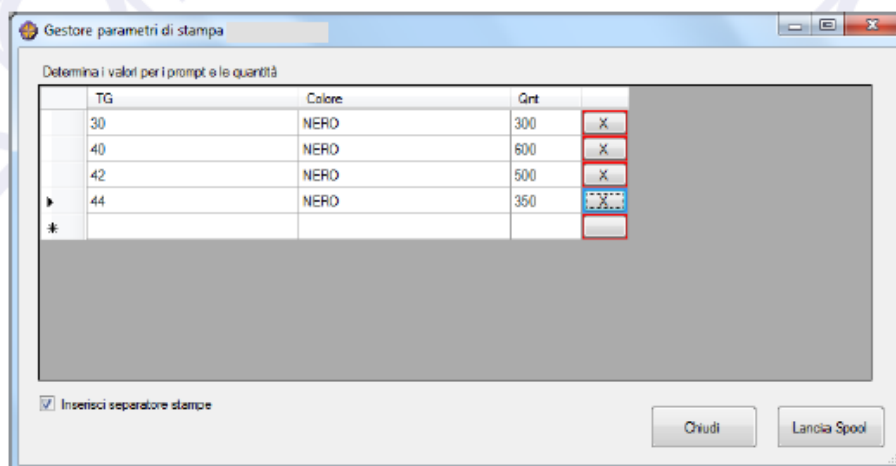 Gestore parametri di stampa
Determina i valori per i prompt e le quantità
TG Colore Qnt
30 NERO 300 X
40 NERO 600 X
42 NERO 500 X
44 NERO 350 X
Inserisci separatore stampe
Chiudi Lancia Spool